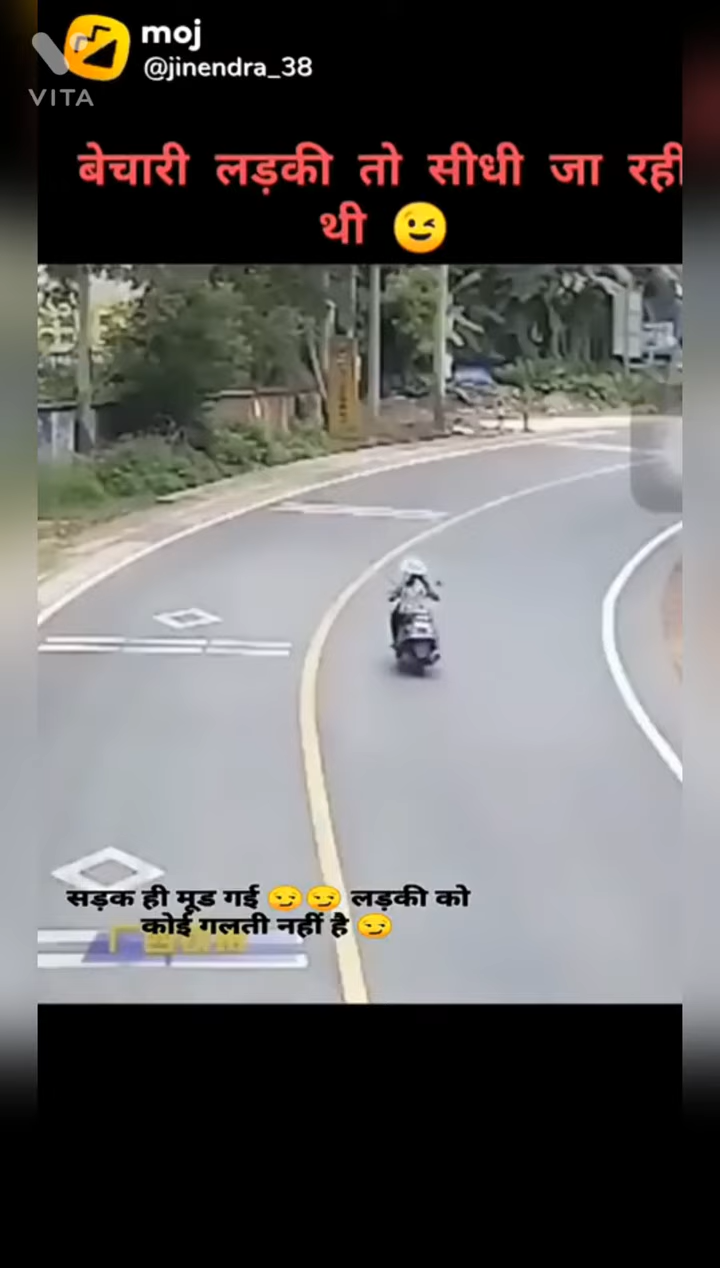 moj
@jinendra_38
VITA
बेचारी लड़की तो सीधी जा रही
थी 😉
सड़क ही मूड गई 😏😏 लड़की को
कोई गलती नहीं है 😏